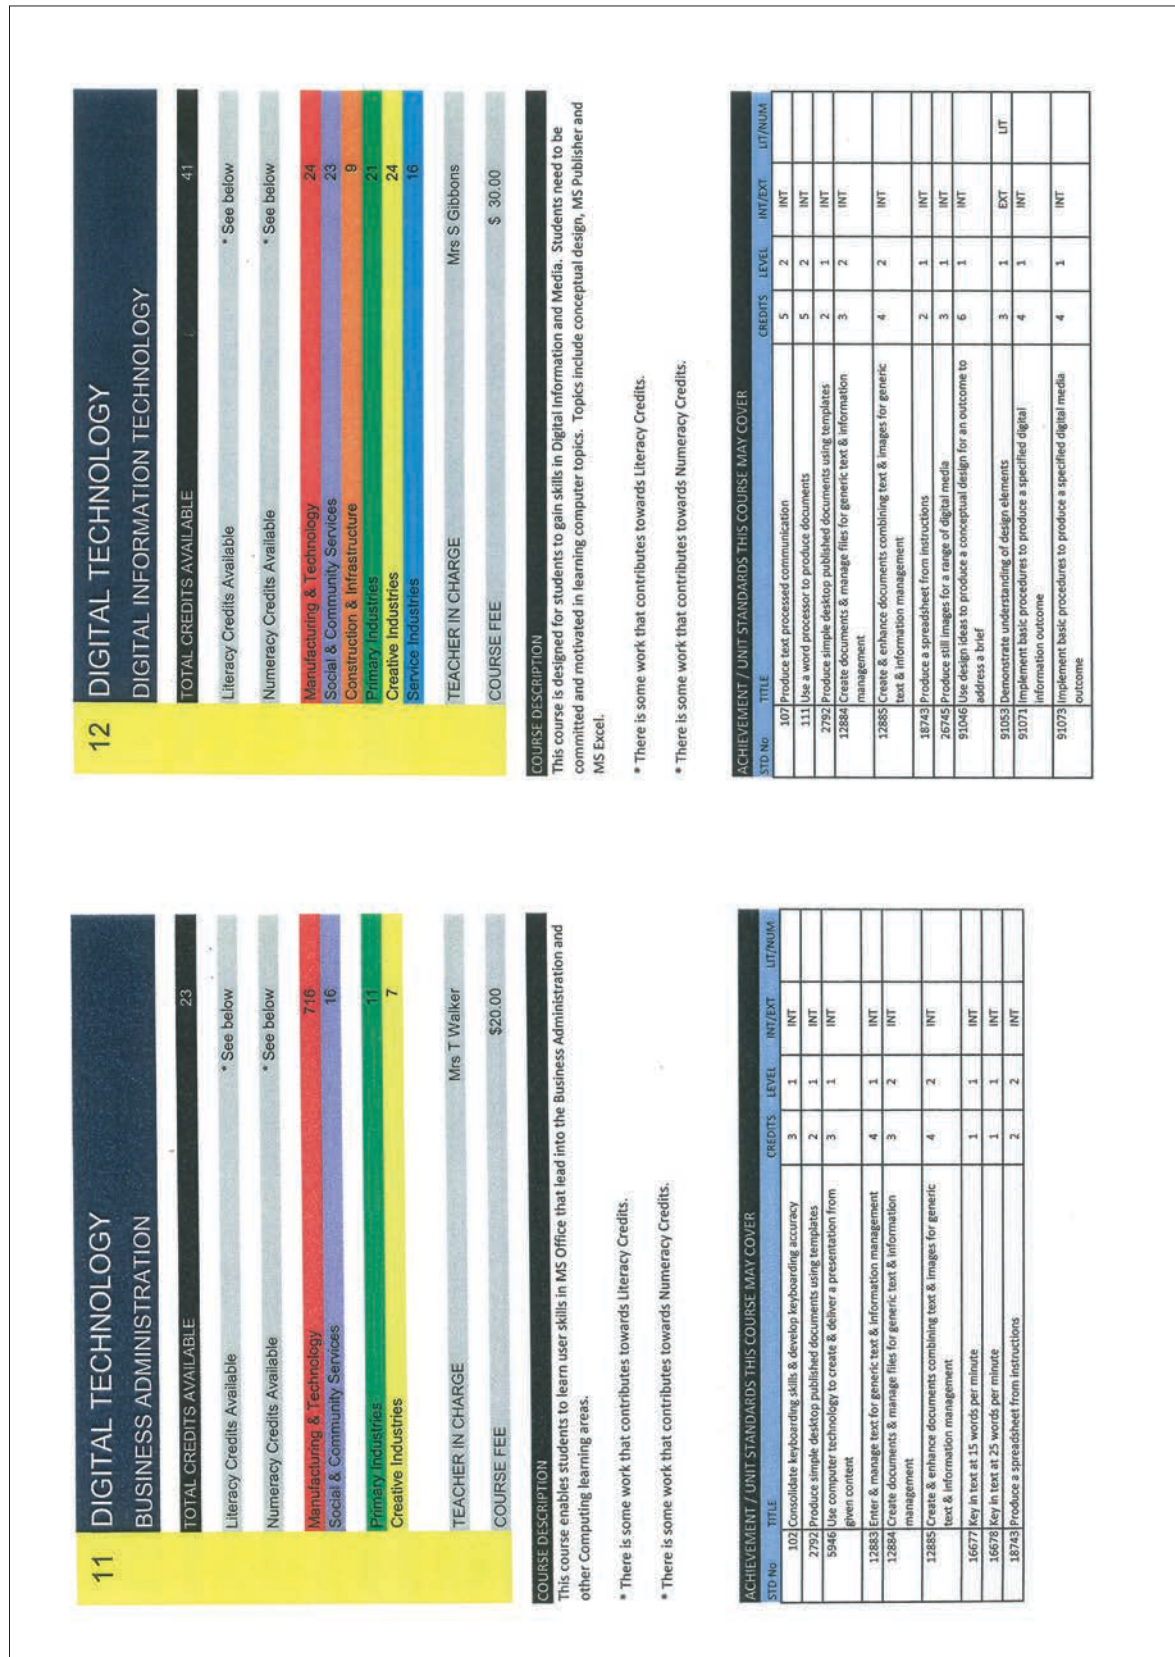 11 DIGITAL TECHNOLOGY
BUSINESS ADMINISTRATION
TOTAL CREDITS AVAILABLE 23
Literacy Credits Available * See below
Numeracy Credits Available * See below
Manufacturing & Technology 716
Social & Community Services 16
Primary Industries 11
Creative Industries 7
TEACHER IN CHARGE Mrs T Walker
COURSE FEE $20.00
COURSE DESCRIPTION
This course enables students to learn user skills in MS Office that lead into the Business Administration and
other Computing learning areas.
* There is some work that contributes towards Literacy Credits.
* There is some work that contributes towards Numeracy Credits.
ACHIEVEMENT / UNIT STANDARDS THIS COURSE MAY COVER
STD No TITLE CREDITS LEVEL INT/EXT LIT/NUM
102 Consolidate keyboarding skills & develop keyboarding accuracy 3 1 INT
2792 Produce simple desktop published documents using templates 2 1 INT
5946 Use computer technology to create & deliver a presentation from 3 1 INT
given content
12883 Enter & manage text for generic text & information management 4 1 INT
12884 Create documents & manage files for generic text & information 3 2 INT
management
12885 Create & enhance documents combining text & images for generic 4 2 INT
text & information management
16677 Key in text at 15 words per minute 1 1 INT
16678 Key in text at 25 words per minute 1 1 INT
18743 Produce a spreadsheet from instructions 2 2 INT
12 DIGITAL TECHNOLOGY
DIGITAL INFORMATION TECHNOLOGY
TOTAL CREDITS AVAILABLE 41
Literacy Credits Available * See below
Numeracy Credits Available * See below
Manufacturing & Technology 24
Social & Community Services 23
Construction & Infrastructure 9
Primary Industries 21
Creative Industries 24
Service Industries 16
TEACHER IN CHARGE Mrs S Gibbons
COURSE FEE $ 30.00
COURSE DESCRIPTION
This course is designed for students to gain skills in Digital Information and Media. Students need to be
committed and motivated in learning computer topics. Topics include conceptual design, MS Publisher and
MS Excel.
* There is some work that contributes towards Literacy Credits.
* There is some work that contributes towards Numeracy Credits.
ACHIEVEMENT / UNIT STANDARDS THIS COURSE MAY COVER
STD No TITLE CREDITS LEVEL INT/EXT LIT/NUM
107 Produce text processed communication 5 2 INT
111 Use a word processor to produce documents 5 2 INT
2792 Produce simple desktop published documents using templates 2 1 INT
12884 Create documents & manage files for generic text & information 3 2 INT
management
12885 Create & enhance documents combining text & images for generic 4 2 INT
text & information management
18743 Produce a spreadsheet from instructions 2 1 INT
26745 Produce still images for a range of digital media 3 1 INT
91046 Use design ideas to produce a conceptual design for an outcome to 6 1 INT
address a brief
91053 Demonstrate understanding of design elements 3 1 EXT LIT
91071 Implement basic procedures to produce a specified digital 4 1 INT
information outcome
91073 Implement basic procedures to produce a specified digital media 4 1 INT
outcome